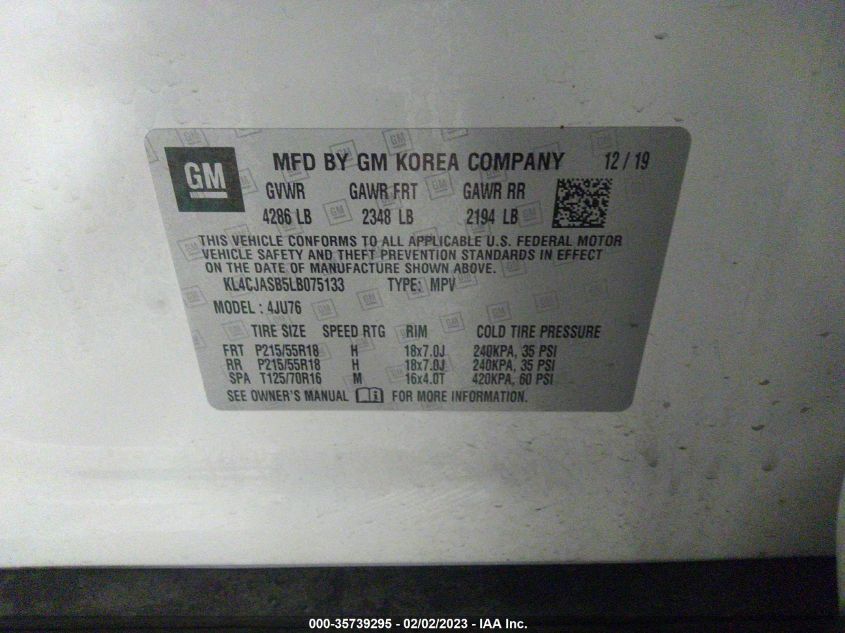 GM MFD BY GM KOREA COMPANY 12/19
GVWR GAWR FRT GAWR RR
4286 LB 2348 LB 2194 LB
THIS VEHICLE CONFORMS TO ALL APPLICABLE U.S. FEDERAL MOTOR
VEHICLE SAFETY AND THEFT PREVENTION STANDARDS IN EFFECT
ON THE DATE OF MANUFACTURE SHOWN ABOVE.
KL4CJASB5LB075133 TYPE: MPV
MODEL: 4JU76
TIRE SIZE SPEED RTG RIM COLD TIRE PRESSURE
FRT P215/55R18 H 18x7.0J 240KPA, 35 PSI
RR P215/55R18 H 18x7.0J 240KPA, 35 PSI
SPA T125/70R16 M 16x4.0T 420KPA, 60 PSI
SEE OWNER'S MANUAL FOR MORE INFORMATION.
000-35739295 - 02/02/2023 - IAA Inc.